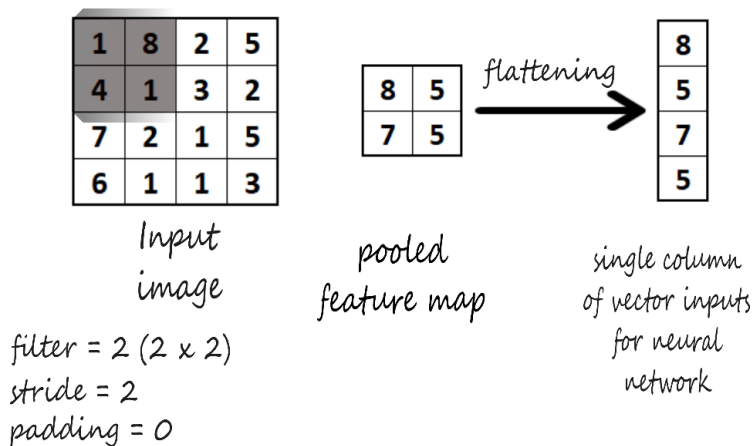 1 8 2 5
4 1 3 2
7 2 1 5
6 1 1 3
Input
image
filter = 2 (2 x 2)
stride = 2
padding = 0
8 5
7 5
pooled
feature map
flattening
8
5
7
5
single column
of vector inputs
for neural
network